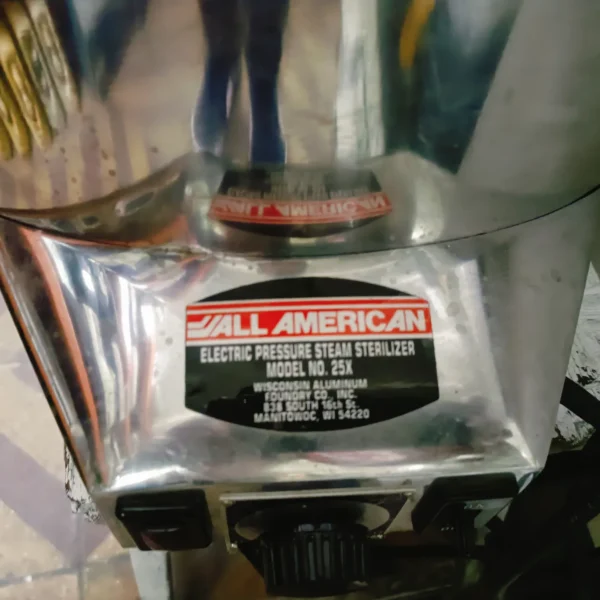 ALL AMERICAN
ELECTRIC PRESSURE STEAM STERILIZER
MODEL NO. 25X
WISCONSIN ALUMINUM
FOUNDRY CO., INC.
838 SOUTH 16th St.
MANITOWOC, WI 54220